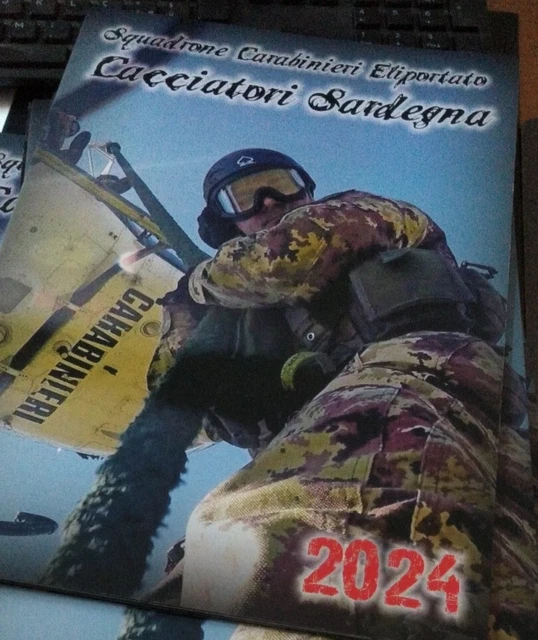 Squadrone Carabinieri Eliportato
Cacciatori Sardegna
CARABINIERI
2024